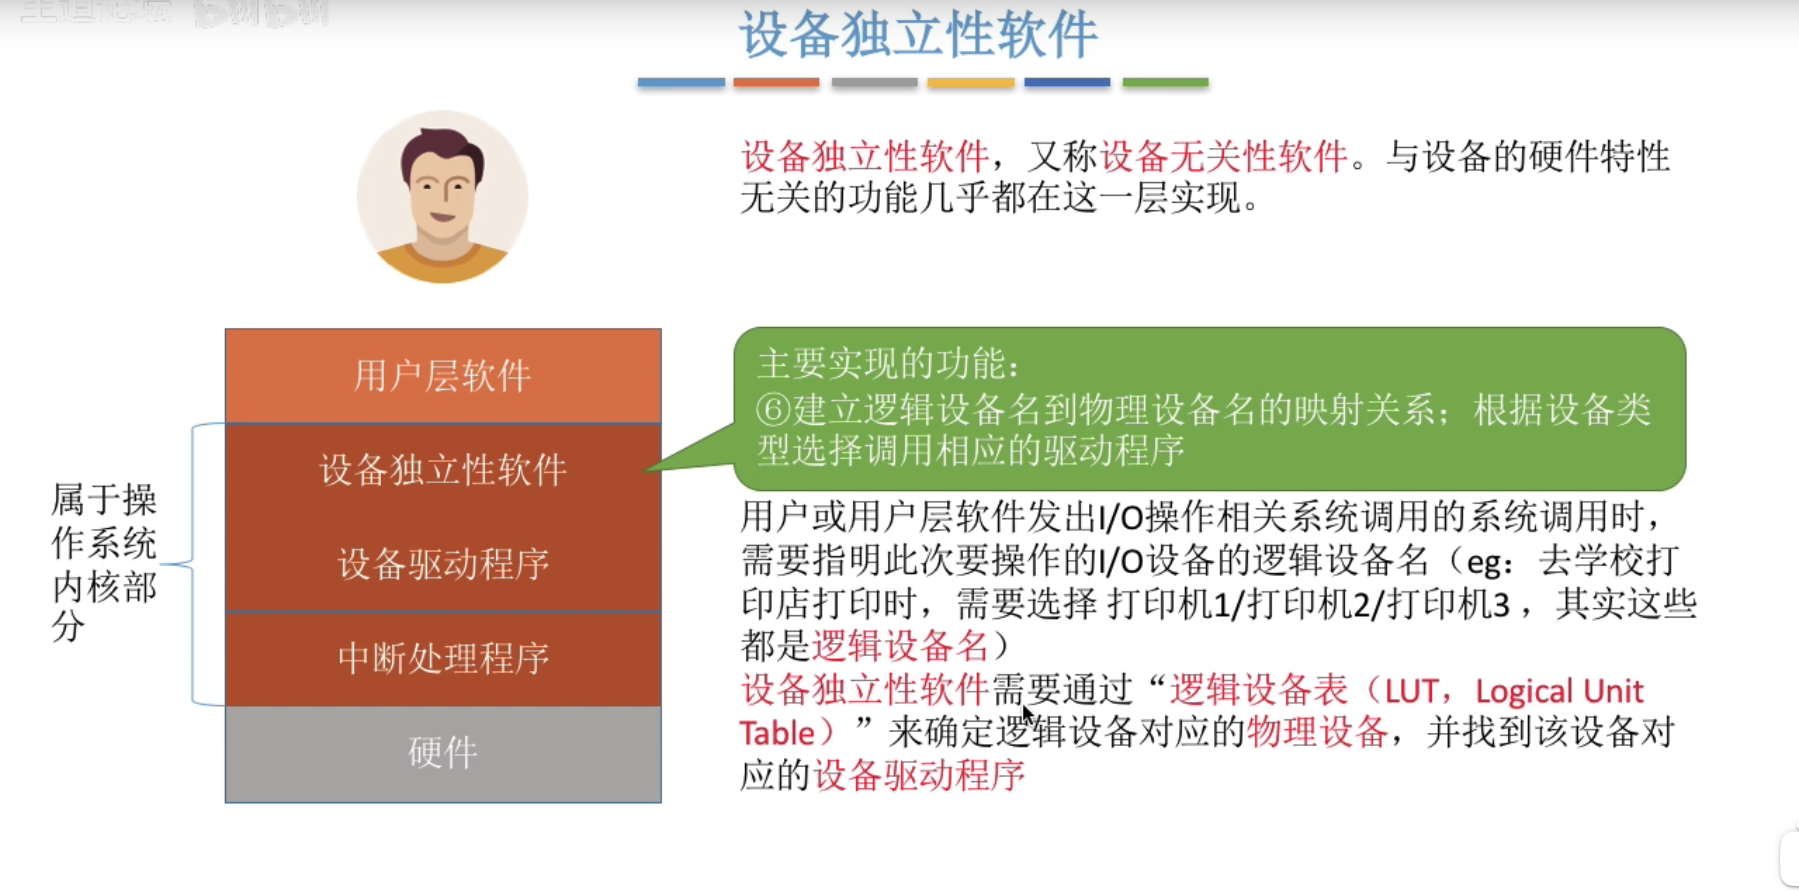 设备独立性软件
设备独立性软件，又称设备无关性软件。与设备的硬件特性
无关的功能几乎都在这一层实现。
用户层软件
设备独立性软件
设备驱动程序
中断处理程序
硬件
属于操
作系统
内核部
分
主要实现的功能：
⑥建立逻辑设备名到物理设备名的映射关系；根据设备类
型选择调用相应的驱动程序
用户或用户层软件发出I/O操作相关系统调用的系统调用时，
需要指明此次要操作的I/O设备的逻辑设备名（eg：去学校打
印店打印时，需要选择 打印机1/打印机2/打印机3 ，其实这些
都是逻辑设备名）
设备独立性软件需要通过“逻辑设备表（LUT，Logical Unit
Table）”来确定逻辑设备对应的物理设备，并找到该设备对
应的设备驱动程序